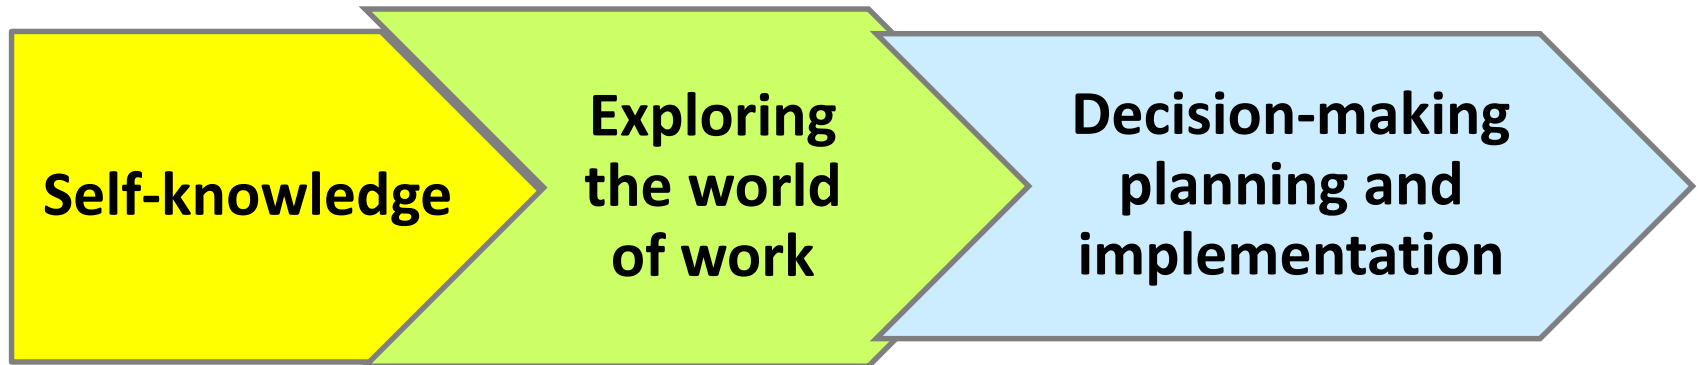 Self-knowledge
Exploring
the world
of work
Decision-making
planning and
implementation